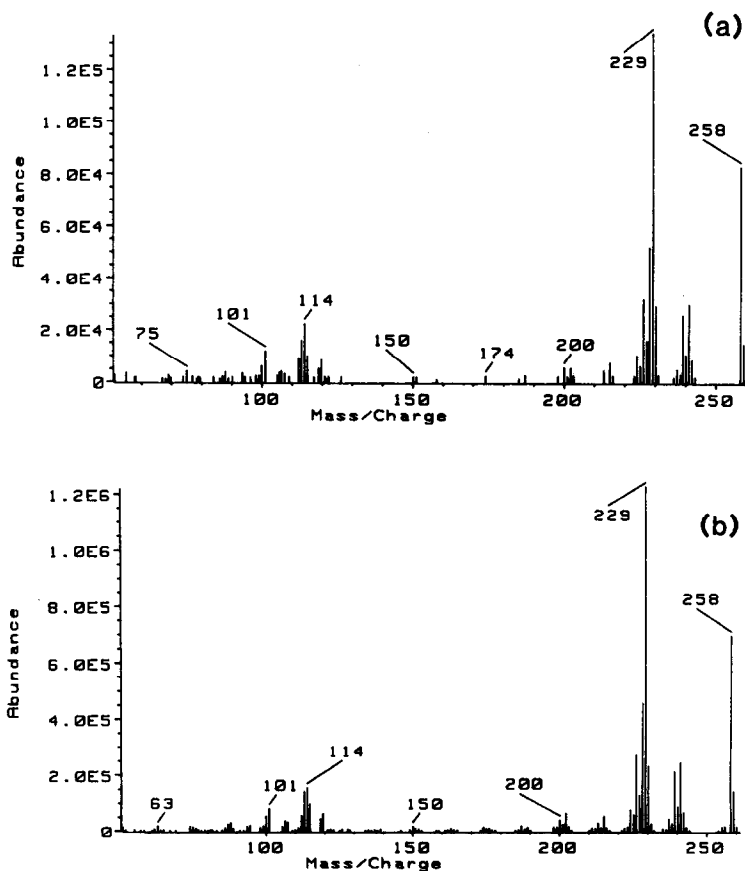 (a)
1.2E5
1.0E5
8.0E4
6.0E4
4.0E4
2.0E4
0
Abundance
229
258
75
101
114
150
174
200
100
150
200
250
Mass/Charge
(b)
1.2E6
1.0E6
8.0E5
6.0E5
4.0E5
2.0E5
0
Abundance
229
258
63
101
114
150
200
100
150
200
250
Mass/Charge